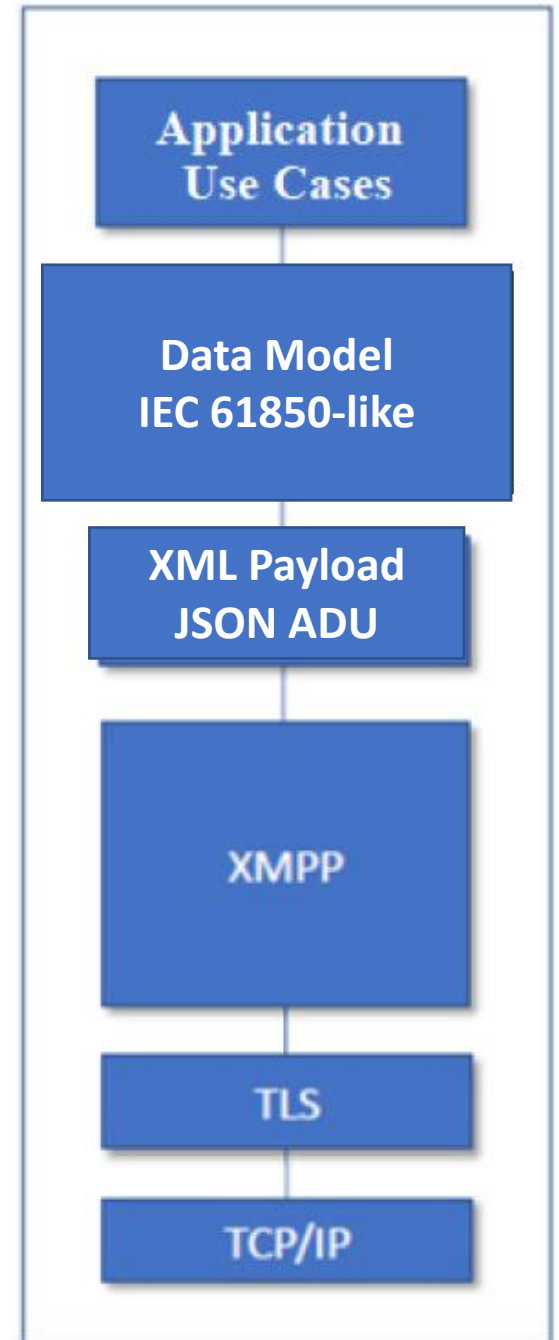 Application
Use Cases
Data Model
IEC 61850-like
XML Payload
JSON ADU
XMPP
TLS
TCP/IP